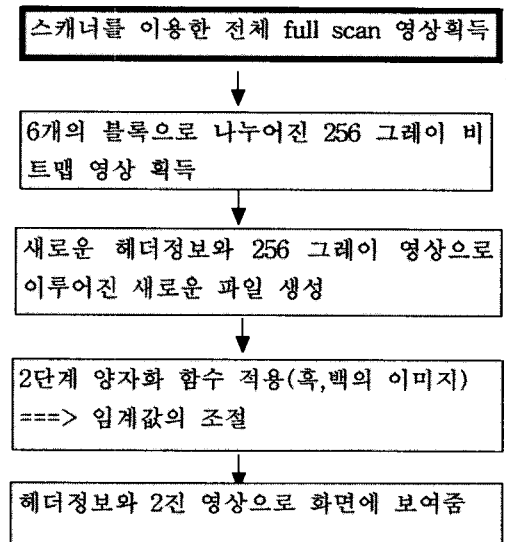 스캐너를 이용한 전체 full scan 영상획득
6개의 블록으로 나누어진 256 그레이 비
트맵 영상 획득
새로운 헤더정보와 256 그레이 영상으로
이루어진 새로운 파일 생성
2단계 양자화 함수 적용(흑,백의 이미지)
===> 임계값의 조절
헤더정보와 2진 영상으로 화면에 보여줌